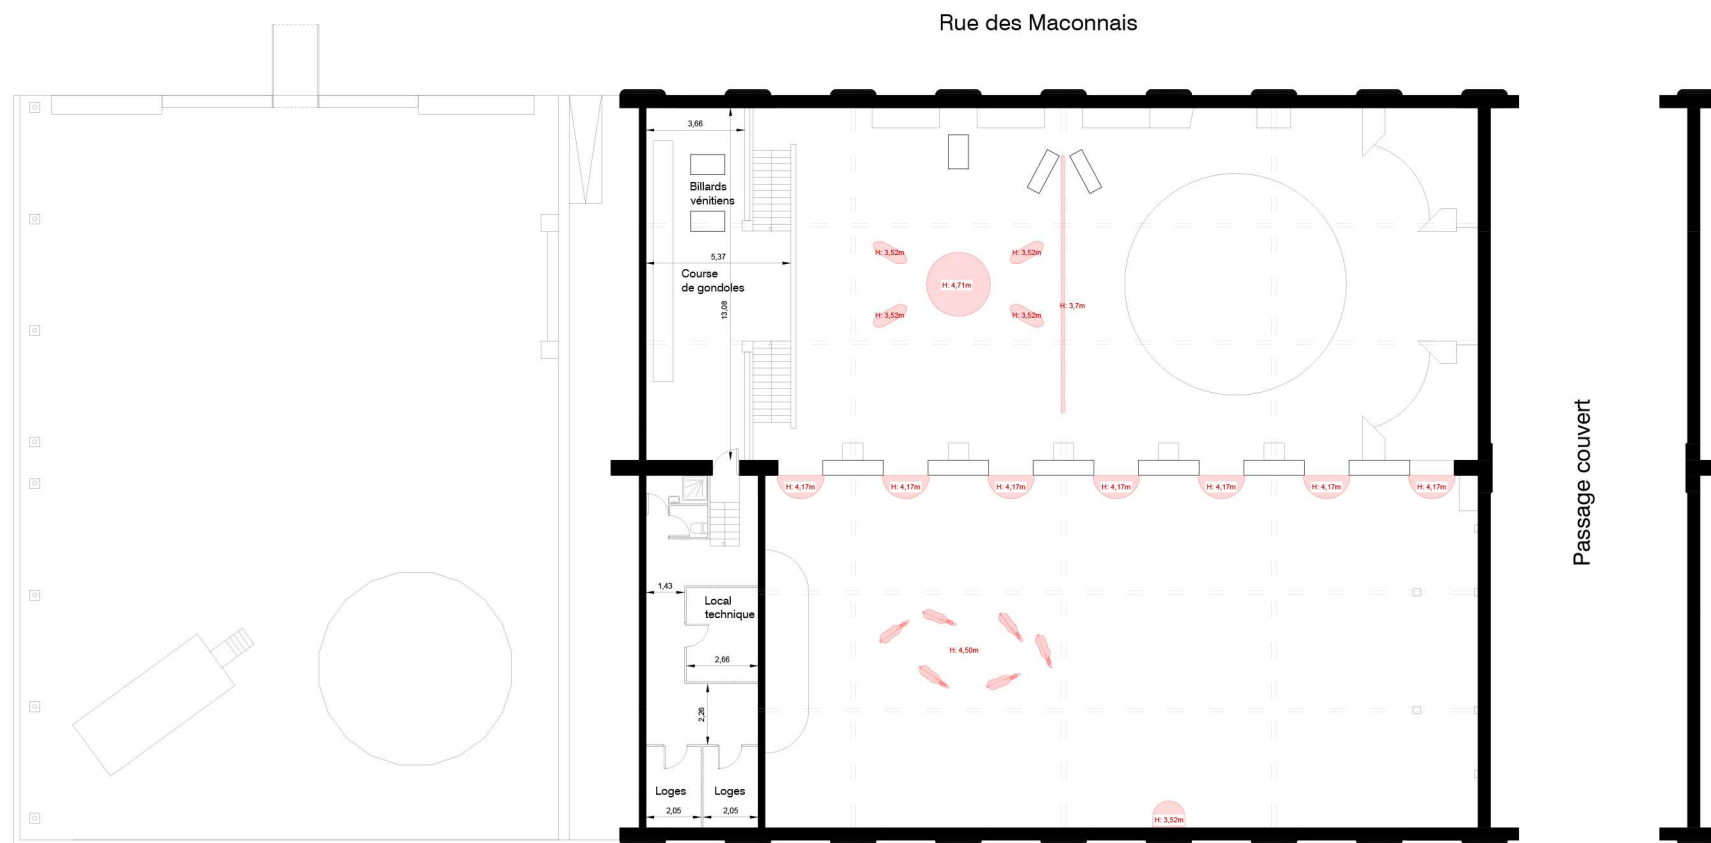 Rue des Maconnais
3,66
Billards
vénitiens
5,37
Course
de gondoles
13,08
H: 3,52m
H: 3,52m
H: 4,71m
H: 3,7m
H: 3,52m
H: 3,52m
Passage couvert
H: 4,17m
H: 4,17m
H: 4,17m
H: 4,17m
H: 4,17m
H: 4,17m
H: 4,17m
1,43
Local
technique
2,66
H: 4,50m
2,26
Loges
Loges
2,05
2,05
H: 3,52m